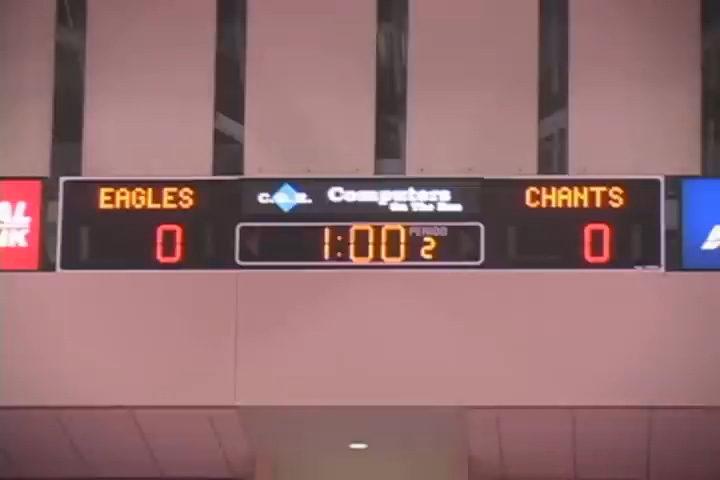 EAGLES
C.O.R. Computers
On The Run
CHANTS
0
1:00
PERIOD
2
0